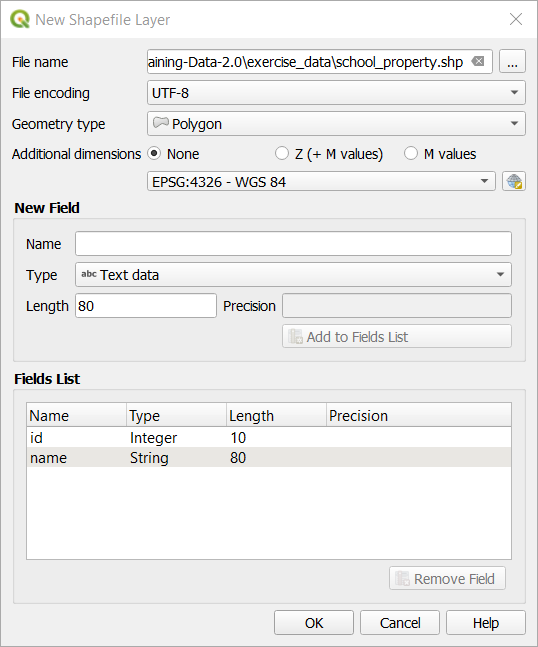 New Shapefile Layer
File name aining-Data-2.0\exercise_data\school_property.shp ...
File encoding UTF-8
Geometry type Polygon
Additional dimensions None Z (+ M values) M values
EPSG:4326 - WGS 84
New Field
Name
Type abc Text data
Length 80 Precision
Add to Fields List
Fields List
Name Type Length Precision
id Integer 10
name String 80
Remove Field
OK Cancel Help